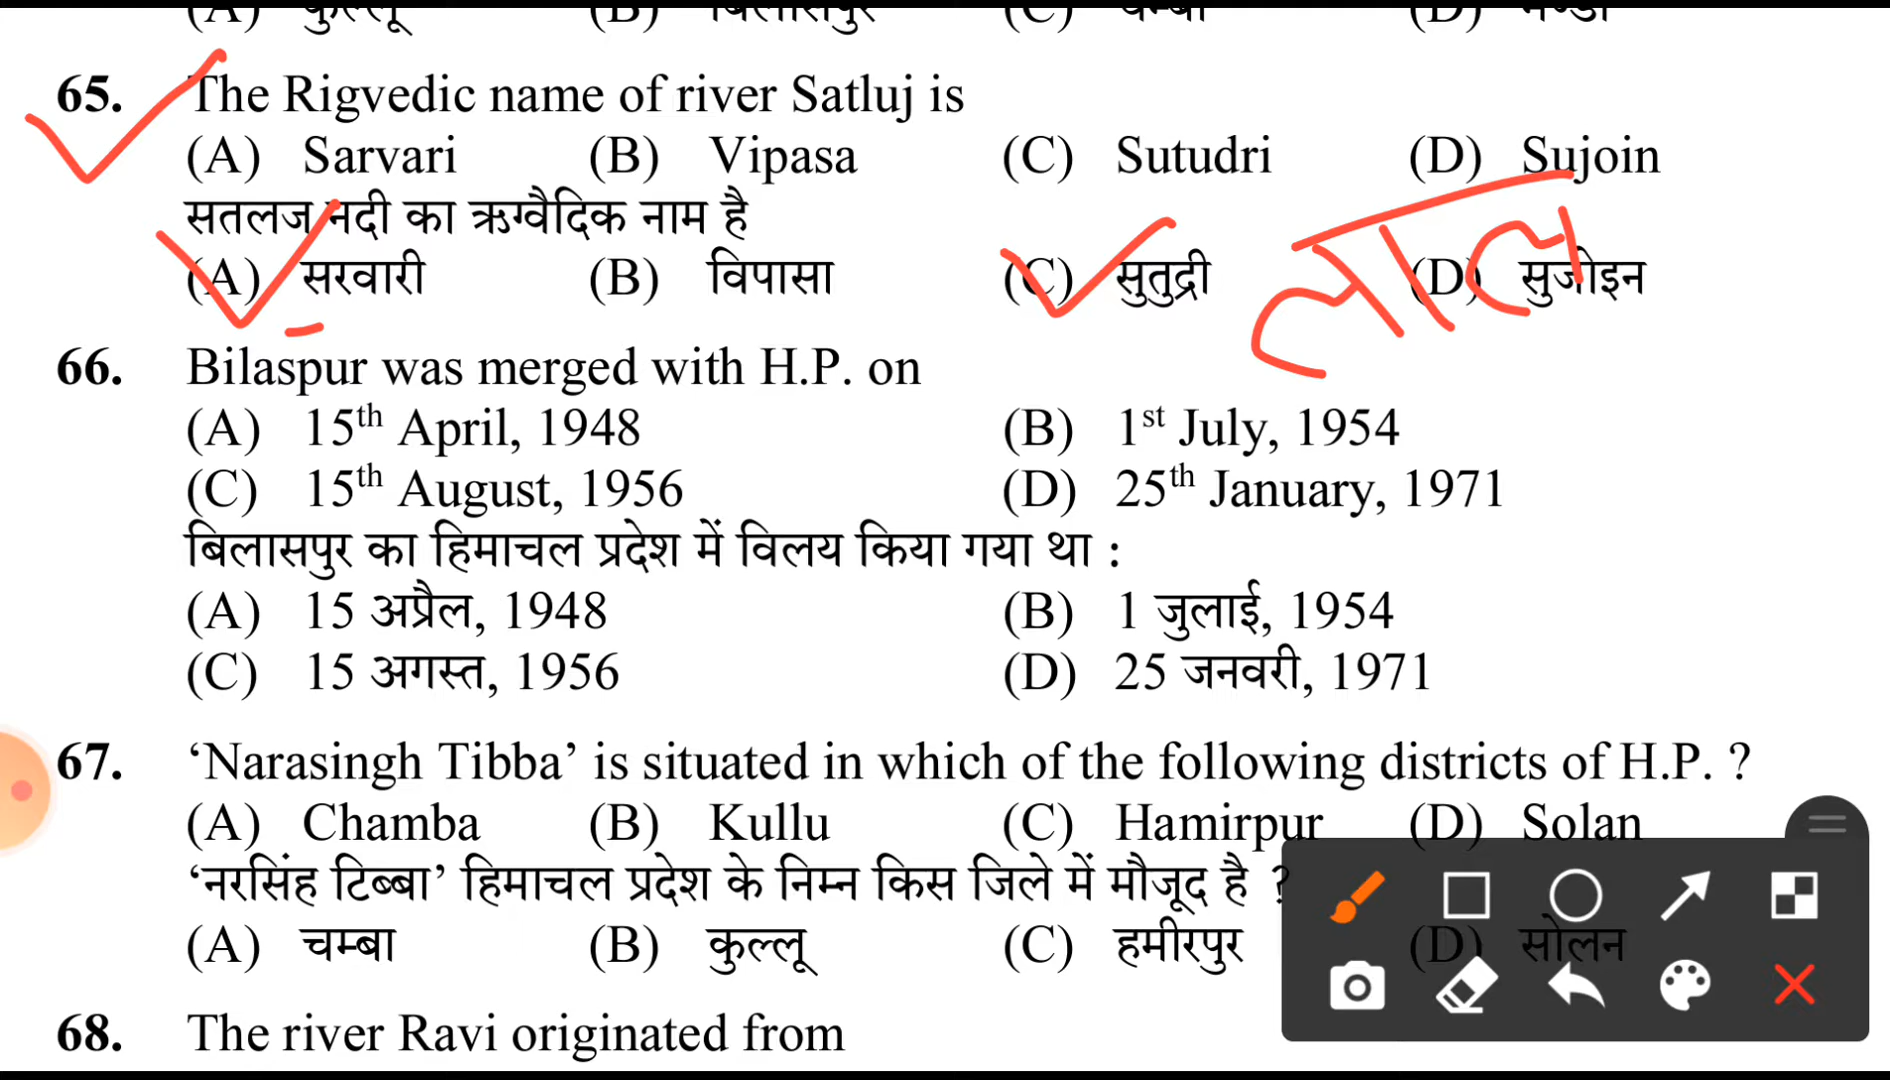 (A) कुल्लू (B) बिलासपुर (C) चम्बा (D) मण्डी
65. The Rigvedic name of river Satluj is
(A) Sarvari (B) Vipasa (C) Sutudri (D) Sujoin
सतलज नदी का ऋग्वैदिक नाम है
(A) सरवारी (B) विपासा (C) सुतुद्री (D) सुजोइन
66. Bilaspur was merged with H.P. on
(A) 15th April, 1948 (B) 1st July, 1954
(C) 15th August, 1956 (D) 25th January, 1971
बिलासपुर का हिमाचल प्रदेश में विलय किया गया था :
(A) 15 अप्रैल, 1948 (B) 1 जुलाई, 1954
(C) 15 अगस्त, 1956 (D) 25 जनवरी, 1971
67. ‘Narasingh Tibba’ is situated in which of the following districts of H.P. ?
(A) Chamba (B) Kullu (C) Hamirpur (D) Solan
‘नरसिंह टिब्बा’ हिमाचल प्रदेश के निम्न किस जिले में मौजूद है ?
(A) चम्बा (B) कुल्लू (C) हमीरपुर (D) सोलन
68. The river Ravi originated from